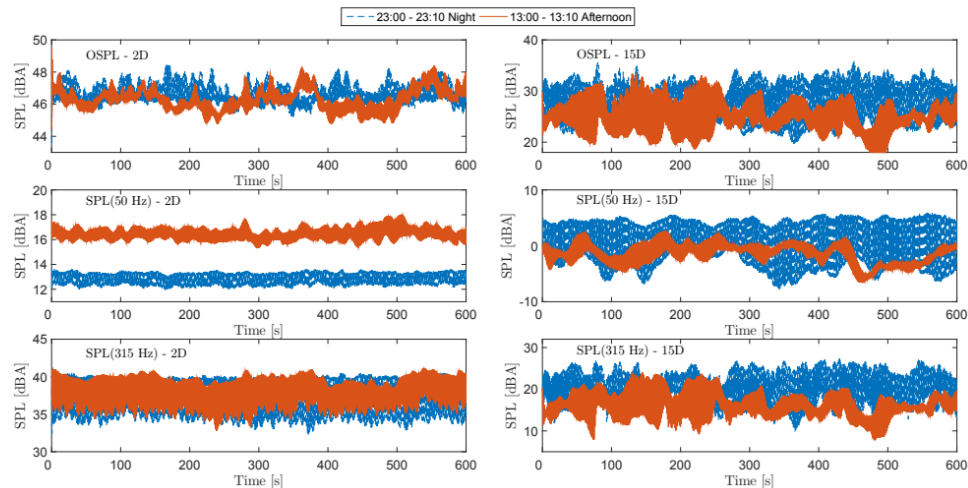 23:00 - 23:10 Night 13:00 - 13:10 Afternoon
OSPL - 2D
SPL [dBA]
50
48
46
44
0 100 200 300 400 500 600
Time [s]
OSPL - 15D
SPL [dBA]
40
30
20
0 100 200 300 400 500 600
Time [s]
SPL(50 Hz) - 2D
SPL [dBA]
20
18
16
14
12
0 100 200 300 400 500 600
Time [s]
SPL(50 Hz) - 15D
SPL [dBA]
10
0
-10
0 100 200 300 400 500 600
Time [s]
SPL(315 Hz) - 2D
SPL [dBA]
45
40
35
30
0 100 200 300 400 500 600
Time [s]
SPL(315 Hz) - 15D
SPL [dBA]
30
20
10
0 100 200 300 400 500 600
Time [s]